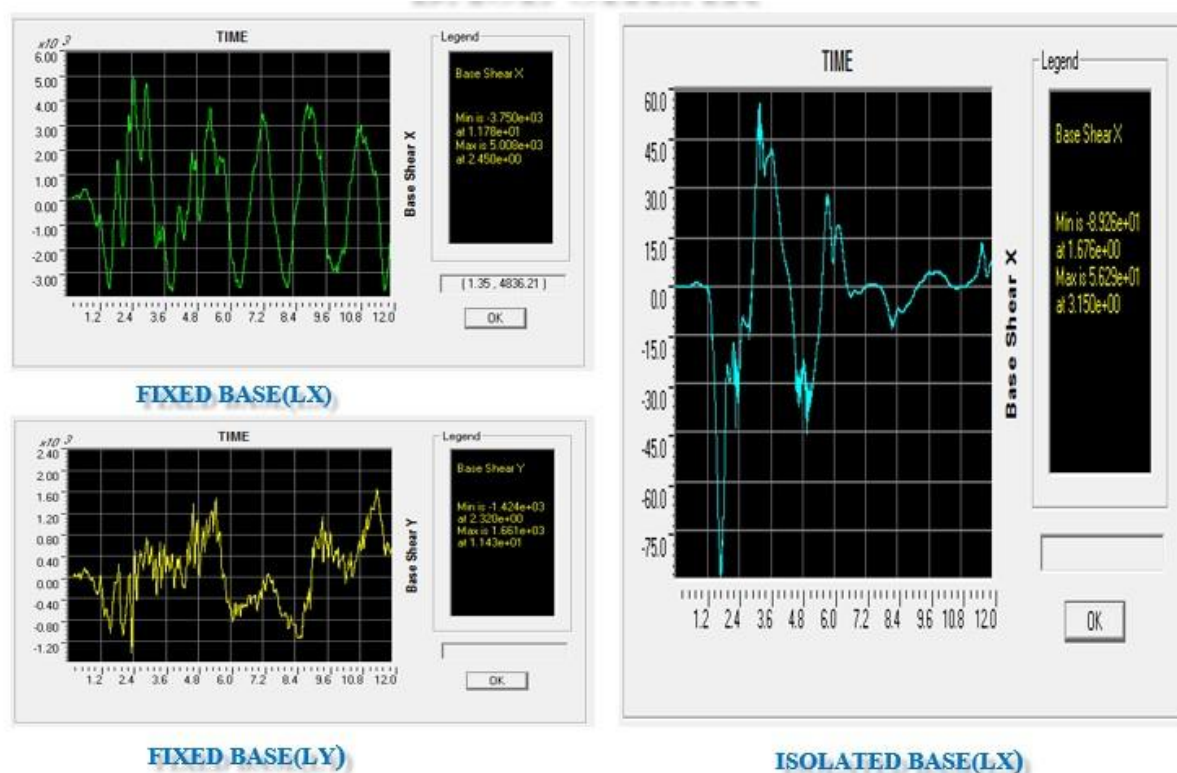 TIME
x10 3
6.00
5.00
4.00
3.00
2.00
1.00
0.00
-1.00
-2.00
-3.00
1.2 2.4 3.6 4.8 6.0 7.2 8.4 9.6 10.8 12.0
Base Shear X
Legend
Base Shear X
Min is -3.750e+03
at 1.178e+01
Max is 5.008e+03
at 2.450e+00
( 1.35 , 4836.21 )
OK
FIXED BASE(LX)
TIME
x10 3
2.40
2.00
1.60
1.20
0.80
0.40
0.00
-0.40
-0.80
-1.20
1.2 2.4 3.6 4.8 6.0 7.2 8.4 9.6 10.8 12.0
Base Shear Y
Legend
Base Shear Y
Min is -1.424e+03
at 2.320e+00
Max is 1.661e+03
at 1.143e+01
OK
FIXED BASE(LY)
TIME
60.0
45.0
30.0
15.0
0.0
-15.0
-30.0
-45.0
-60.0
-75.0
1.2 2.4 3.6 4.8 6.0 7.2 8.4 9.6 10.8 12.0
Base Shear X
Legend
Base Shear X
Min is -8.926e+01
at 1.676e+00
Max is 5.629e+01
at 3.150e+00
OK
ISOLATED BASE(LX)